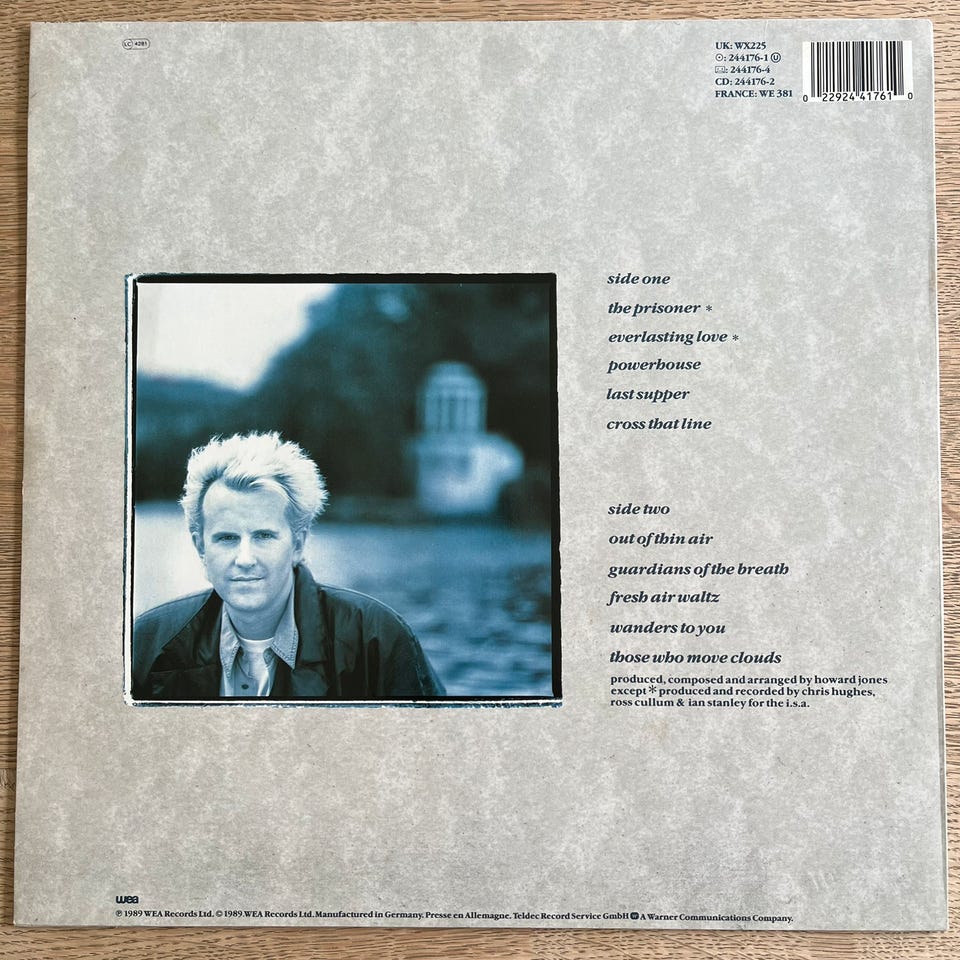 LC 4281
UK: WX225
: 244176-1 U
: 244176-4
CD: 244176-2
FRANCE: WE 381
0 22924 41761 0
side one
the prisoner *
everlasting love *
powerhouse
last supper
cross that line
side two
out of thin air
guardians of the breath
fresh air waltz
wanders to you
those who move clouds
produced, composed and arranged by howard jones
except * produced and recorded by chris hughes,
ross cullum & ian stanley for the i.s.a.
wea
℗ 1989 WEA Records Ltd. © 1989 WEA Records Ltd. Manufactured in Germany. Presse en Allemagne. Teldec Record Service GmbH A Warner Communications Company.